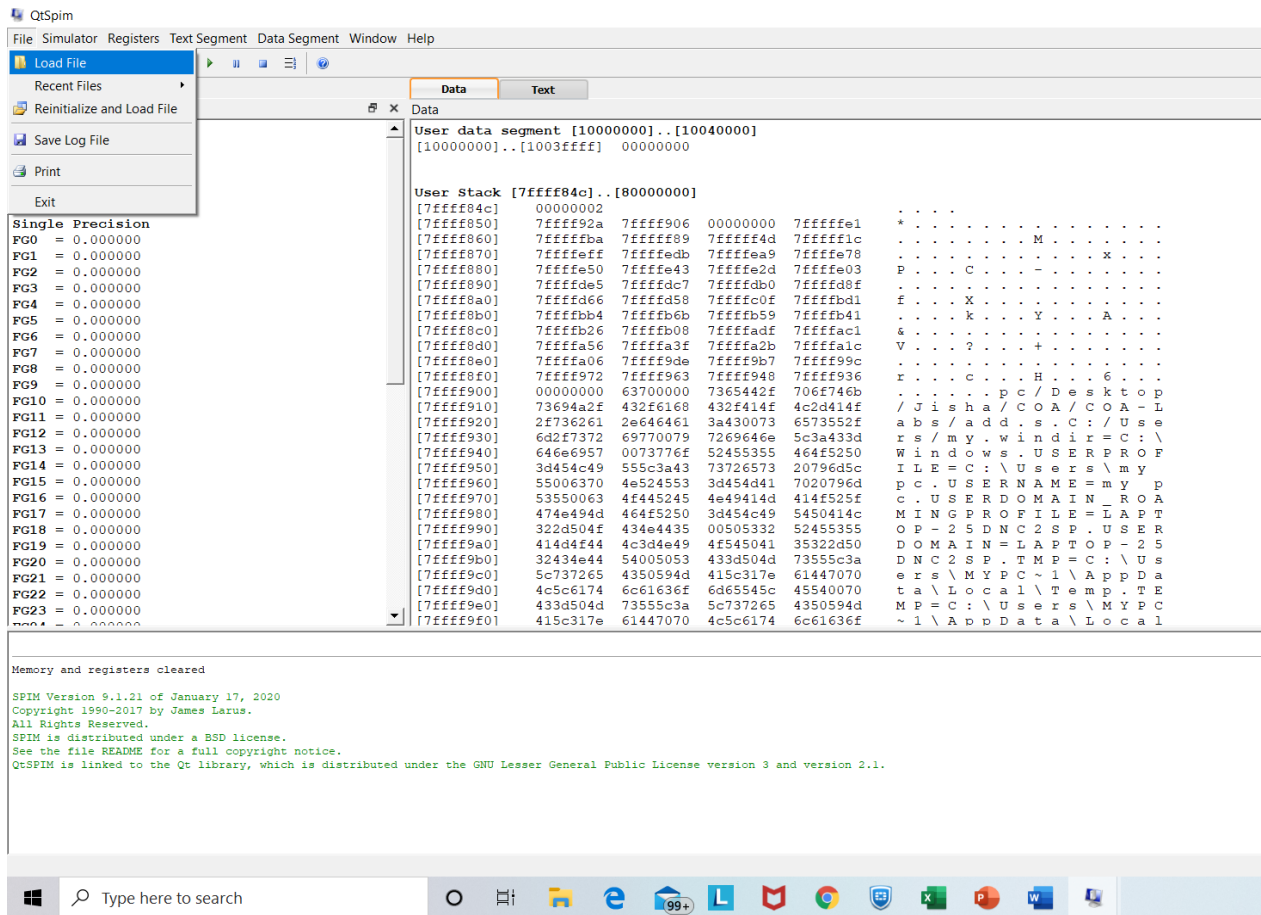 QtSpim
File Simulator Registers Text Segment Data Segment Window Help
Load File
Recent Files
Reinitialize and Load File
Save Log File
Print
Exit
Single Precision
FG0 = 0.000000
FG1 = 0.000000
FG2 = 0.000000
FG3 = 0.000000
FG4 = 0.000000
FG5 = 0.000000
FG6 = 0.000000
FG7 = 0.000000
FG8 = 0.000000
FG9 = 0.000000
FG10 = 0.000000
FG11 = 0.000000
FG12 = 0.000000
FG13 = 0.000000
FG14 = 0.000000
FG15 = 0.000000
FG16 = 0.000000
FG17 = 0.000000
FG18 = 0.000000
FG19 = 0.000000
FG20 = 0.000000
FG21 = 0.000000
FG22 = 0.000000
FG23 = 0.000000
Data Text
Data
User data segment [10000000]..[10040000]
[10000000]..[1003ffff] 00000000
User Stack [7ffff84c]..[80000000]
[7ffff84c] 00000002 . . . .
[7ffff850] 7ffff92a 7ffff906 00000000 7fffffe1 * . . . . . . . . . . . . . . .
[7ffff860] 7fffffba 7fffff89 7fffff4d 7fffff1c . . . . . . . . M . . . . . . .
[7ffff870] 7ffffeff 7ffffedb 7ffffea9 7ffffe78 . . . . . . . . . . . . x . . .
[7ffff880] 7ffffe50 7ffffe43 7ffffe2d 7ffffe03 P . . . C . . . - . . . . . . .
[7ffff890] 7ffffde5 7ffffdc7 7ffffdb0 7ffffd8f . . . . . . . . . . . . . . . .
[7ffff8a0] 7ffffd66 7ffffd58 7ffffc0f 7ffffbd1 f . . . X . . . . . . . . . . .
[7ffff8b0] 7ffffbb4 7ffffb6b 7ffffb59 7ffffb41 . . . . k . . . Y . . . A . . .
[7ffff8c0] 7ffffb26 7ffffb08 7ffffadf 7ffffac1 & . . . . . . . . . . . . . . .
[7ffff8d0] 7ffffa56 7ffffa3f 7ffffa2b 7ffffa1c V . . . ? . . . + . . . . . . .
[7ffff8e0] 7ffffa06 7ffff9de 7ffff9b7 7ffff99c . . . . . . . . . . . . . . . .
[7ffff8f0] 7ffff972 7ffff963 7ffff948 7ffff936 r . . . c . . . H . . . 6 . . .
[7ffff900] 00000000 63700000 7365442f 706f746b . . . . . . p c / D e s k t o p
[7ffff910] 73694a2f 432f6168 432f414f 4c2d414f / J i s h a / C O A / C O A - L
[7ffff920] 2f736261 2e646461 3a430073 6573552f a b s / a d d . s . C : / U s e
[7ffff930] 6d2f7372 69770079 7269646e 5c3a433d r s / m y . w i n d i r = C : \
[7ffff940] 646e6957 0073776f 52455355 464f5250 W i n d o w s . U S E R P R O F
[7ffff950] 3d454c49 555c3a43 73726573 20796d5c I L E = C : \ U s e r s \ m y
[7ffff960] 55006370 4e524553 3d454d41 7020796d p c . U S E R N A M E = m y p
[7ffff970] 53550063 4f445245 4e49414d 414f525f c . U S E R D O M A I N _ R O A
[7ffff980] 474e494d 464f5250 3d454c49 5450414c M I N G P R O F I L E = L A P T
[7ffff990] 322d504f 434e4435 00505332 52455355 O P - 2 5 D N C 2 S P . U S E R
[7ffff9a0] 414d4f44 4c3d4e49 4f545041 35322d50 D O M A I N = L A P T O P - 2 5
[7ffff9b0] 32434e44 54005053 433d504d 73555c3a D N C 2 S P . T M P = C : \ U s
[7ffff9c0] 5c737265 4350594d 415c317e 61447070 e r s \ M Y P C ~ 1 \ A p p D a
[7ffff9d0] 4c5c6174 6c61636f 6d65545c 45540070 t a \ L o c a l \ T e m p . T E
[7ffff9e0] 433d504d 73555c3a 5c737265 4350594d M P = C : \ U s e r s \ M Y P C
[7ffff9f0] 415c317e 61447070 4c5c6174 6c61636f ~ 1 \ A p p D a t a \ L o c a l
Memory and registers cleared
SPIM Version 9.1.21 of January 17, 2020
Copyright 1990-2017 by James Larus.
All Rights Reserved.
SPIM is distributed under a BSD license.
See the file README for a full copyright notice.
QtSPIM is linked to the Qt library, which is distributed under the GNU Lesser General Public License version 3 and version 2.1.
Type here to search
99+